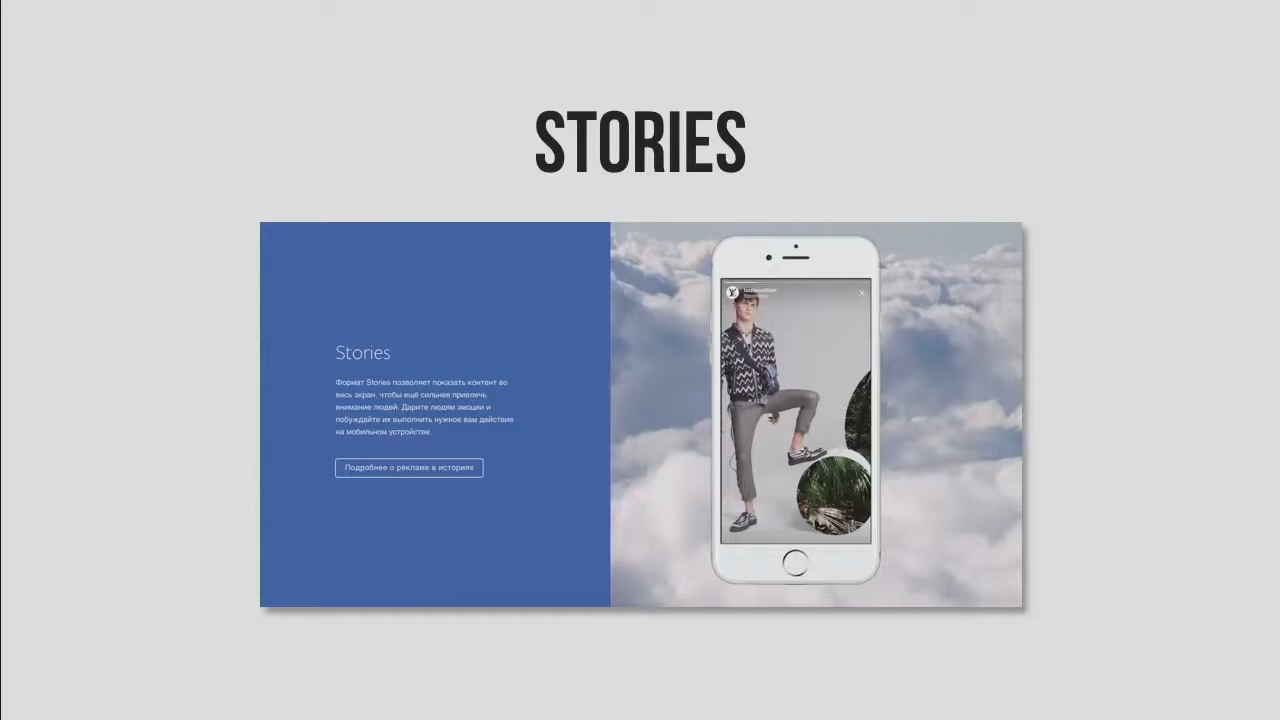 STORIES
Stories
Формат Stories позволяет показать контент во
весь экран, чтобы ещё сильнее привлечь
внимание людей. Дарите людям эмоции и
побуждайте их выполнить нужное вам действие
на мобильном устройстве.
Подробнее о рекламе в историях
louisvuitton